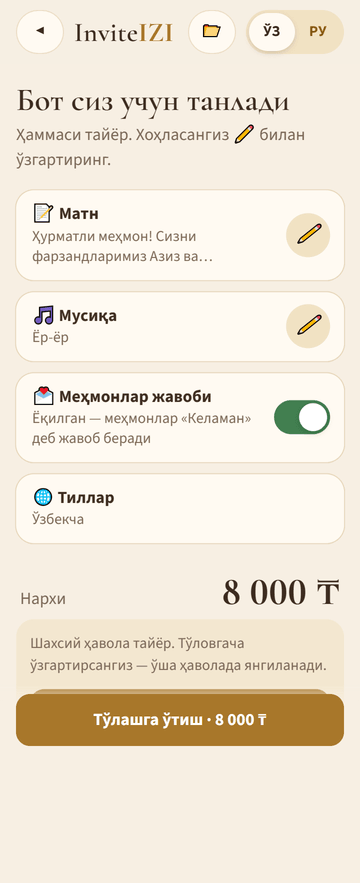 InviteIZI
ЎЗ РУ
Бот сиз учун танлади
Ҳаммаси тайёр. Хоҳласангиз ✏️ билан
ўзгартиринг.
📝 Матн
Ҳурматли меҳмон! Сизни
фарзандларимиз Азиз ва…
🎵 Мусиқа
Ёр-ёр
💌 Меҳмонлар жавоби
Ёқилган — меҳмонлар «Келаман»
деб жавоб беради
🌐 Тиллар
Ўзбекча
Нархи 8 000 ₸
Шахсий ҳавола тайёр. Тўловгача
ўзгартирсангиз — ўша ҳаволада янгиланади.
Тўлашга ўтиш · 8 000 ₸